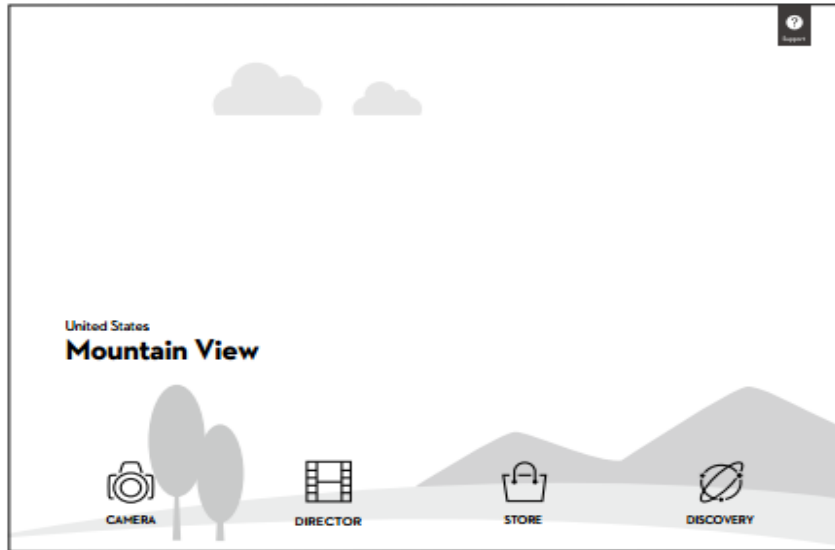 Support
United States
Mountain View
CAMERA
DIRECTOR
STORE
DISCOVERY